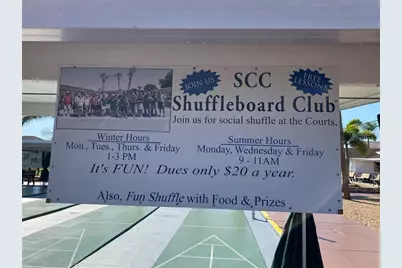 JOIN US
SCC
FREE LESSONS
Shuffleboard Club
Join us for social shuffle at the Courts.
Winter Hours
Mon., Tues., Thurs. & Friday
1-3 PM
Summer Hours
Monday, Wednesday & Friday
9 - 11AM
It's FUN! Dues only $20 a year.
Also, Fun Shuffle with Food & Prizes